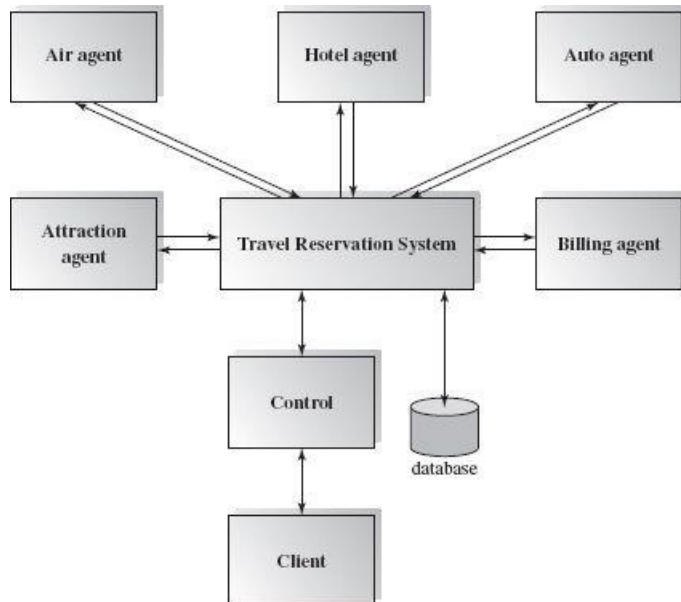 Air agent
Hotel agent
Auto agent
Attraction
agent
Travel Reservation System
Billing agent
Control
database
Client